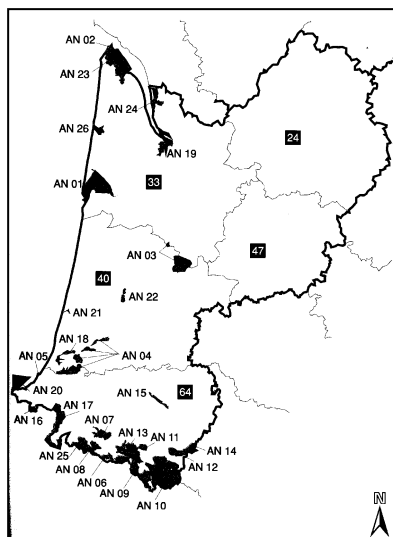 AN 02
AN 23
AN 24
AN 26
24
AN 19
AN 01
33
AN 03
47
40
AN 22
AN 21
AN 18
AN 05
AN 04
AN 20
AN 15
64
AN 17
AN 16
AN 07
AN 13
AN 11
AN 14
AN 25
AN 12
AN 08
AN 06
AN 09
AN 10
N